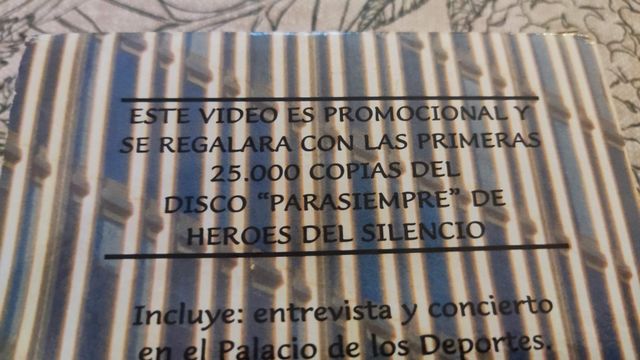 ESTE VIDEO ES PROMOCIONAL Y
SE REGALARA CON LAS PRIMERAS
25.000 COPIAS DEL
DISCO "PARASIEMPRE" DE
HEROES DEL SILENCIO
Incluye: entrevista y concierto
en el Palacio de los Deportes.